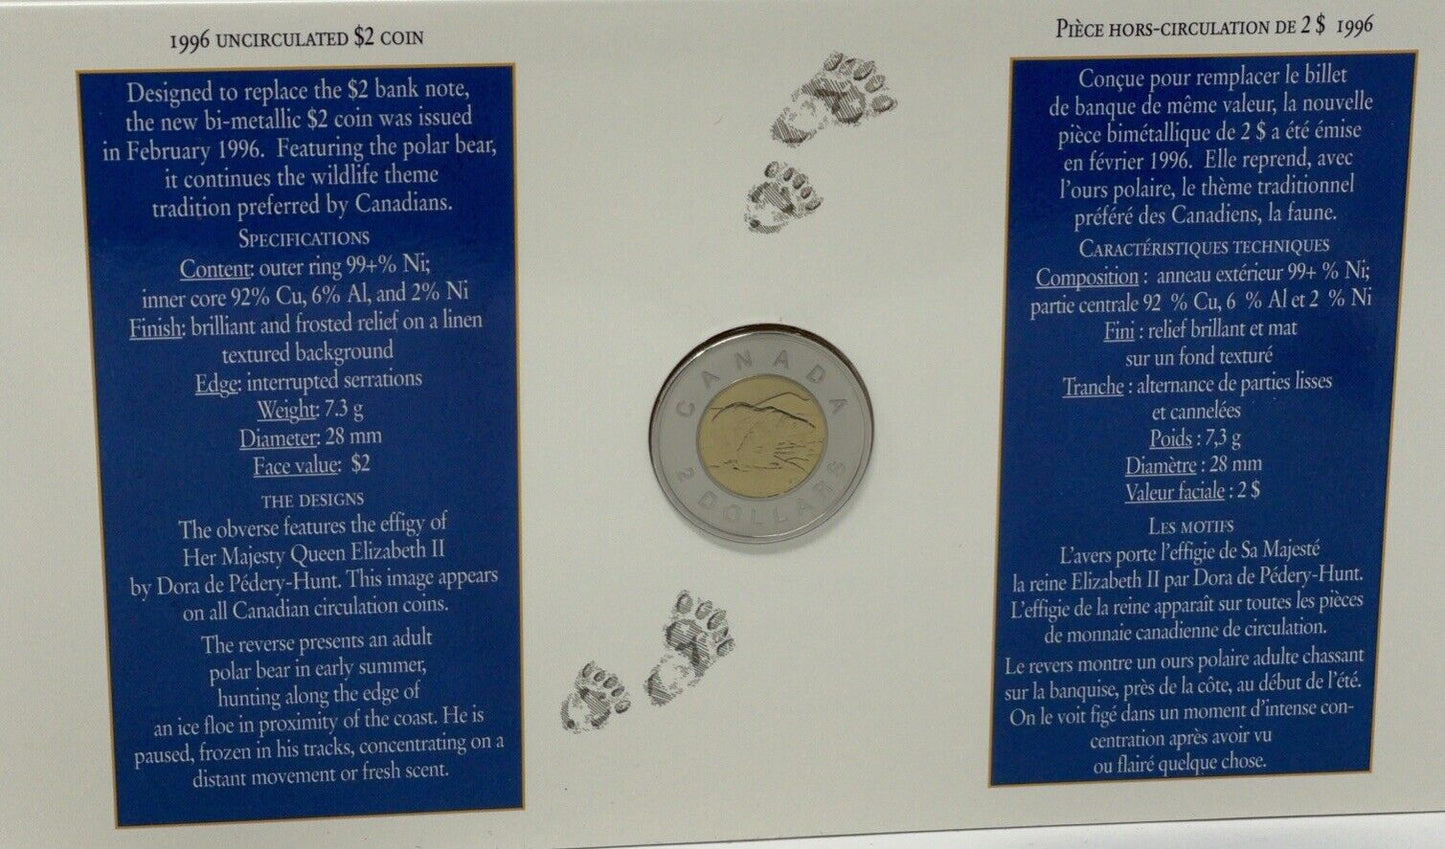 1996 UNCIRCULATED $2 COIN
Designed to replace the $2 bank note,
the new bi-metallic $2 coin was issued
in February 1996. Featuring the polar bear,
it continues the wildlife theme
tradition preferred by Canadians.
SPECIFICATIONS
Content: outer ring 99+% Ni;
inner core 92% Cu, 6% Al, and 2% Ni
Finish: brilliant and frosted relief on a linen
textured background
Edge: interrupted serrations
Weight: 7.3 g
Diameter: 28 mm
Face value: $2
THE DESIGNS
The obverse features the effigy of
Her Majesty Queen Elizabeth II
by Dora de Pédery-Hunt. This image appears
on all Canadian circulation coins.
The reverse presents an adult
polar bear in early summer,
hunting along the edge of
an ice floe in proximity of the coast. He is
paused, frozen in his tracks, concentrating on a
distant movement or fresh scent.
CANADA
2 DOLLARS
PIÈCE HORS-CIRCULATION DE 2 $ 1996
Conçue pour remplacer le billet
de banque de même valeur, la nouvelle
pièce bimétallique de 2 $ a été émise
en février 1996. Elle reprend, avec
l'ours polaire, le thème traditionnel
préféré des Canadiens, la faune.
CARACTÉRISTIQUES TECHNIQUES
Composition : anneau extérieur 99+ % Ni;
partie centrale 92 % Cu, 6 % Al et 2 % Ni
Fini : relief brillant et mat
sur un fond texturé
Tranche : alternance de parties lisses
et cannelées
Poids : 7,3 g
Diamètre : 28 mm
Valeur faciale : 2 $
LES MOTIFS
L'avers porte l'effigie de Sa Majesté
la reine Elizabeth II par Dora de Pédery-Hunt.
L'effigie de la reine apparaît sur toutes les pièces
de monnaie canadienne de circulation.
Le revers montre un ours polaire adulte chassant
sur la banquise, près de la côte, au début de l'été.
On le voit figé dans un moment d'intense con-
centration après avoir vu
ou flairé quelque chose.